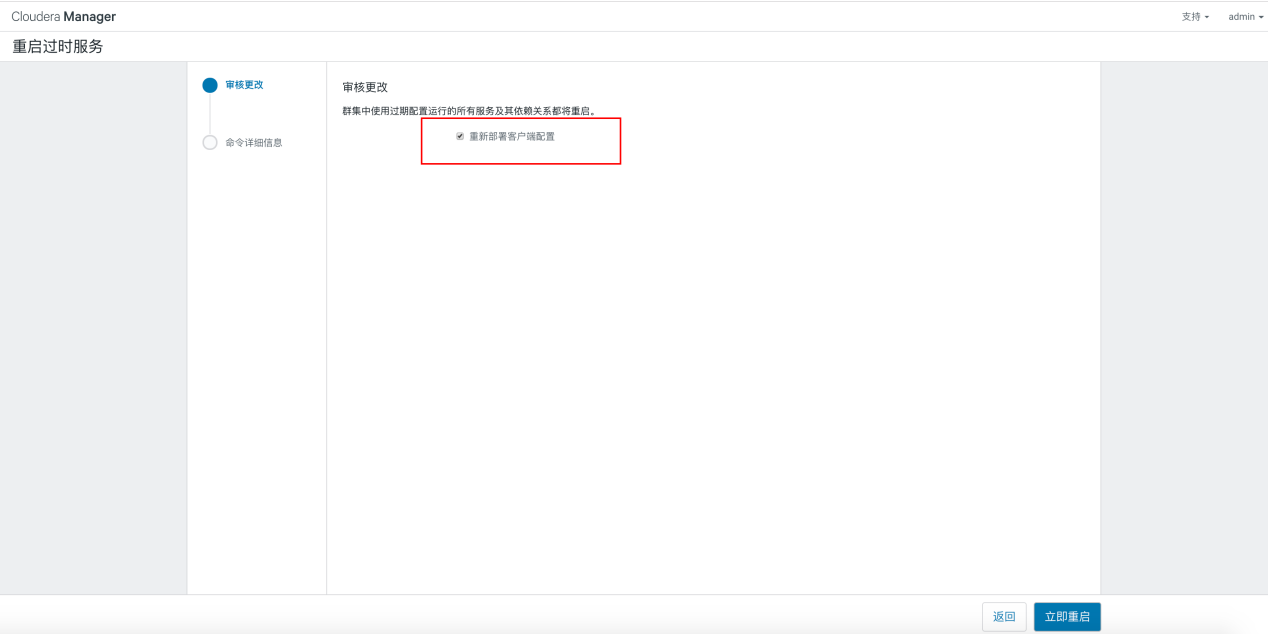 Cloudera Manager
支持
admin
重启过时服务
审核更改
命令详细信息
审核更改
群集中使用过期配置运行的所有服务及其依赖关系都将重启。
重新部署客户端配置
返回
立即重启